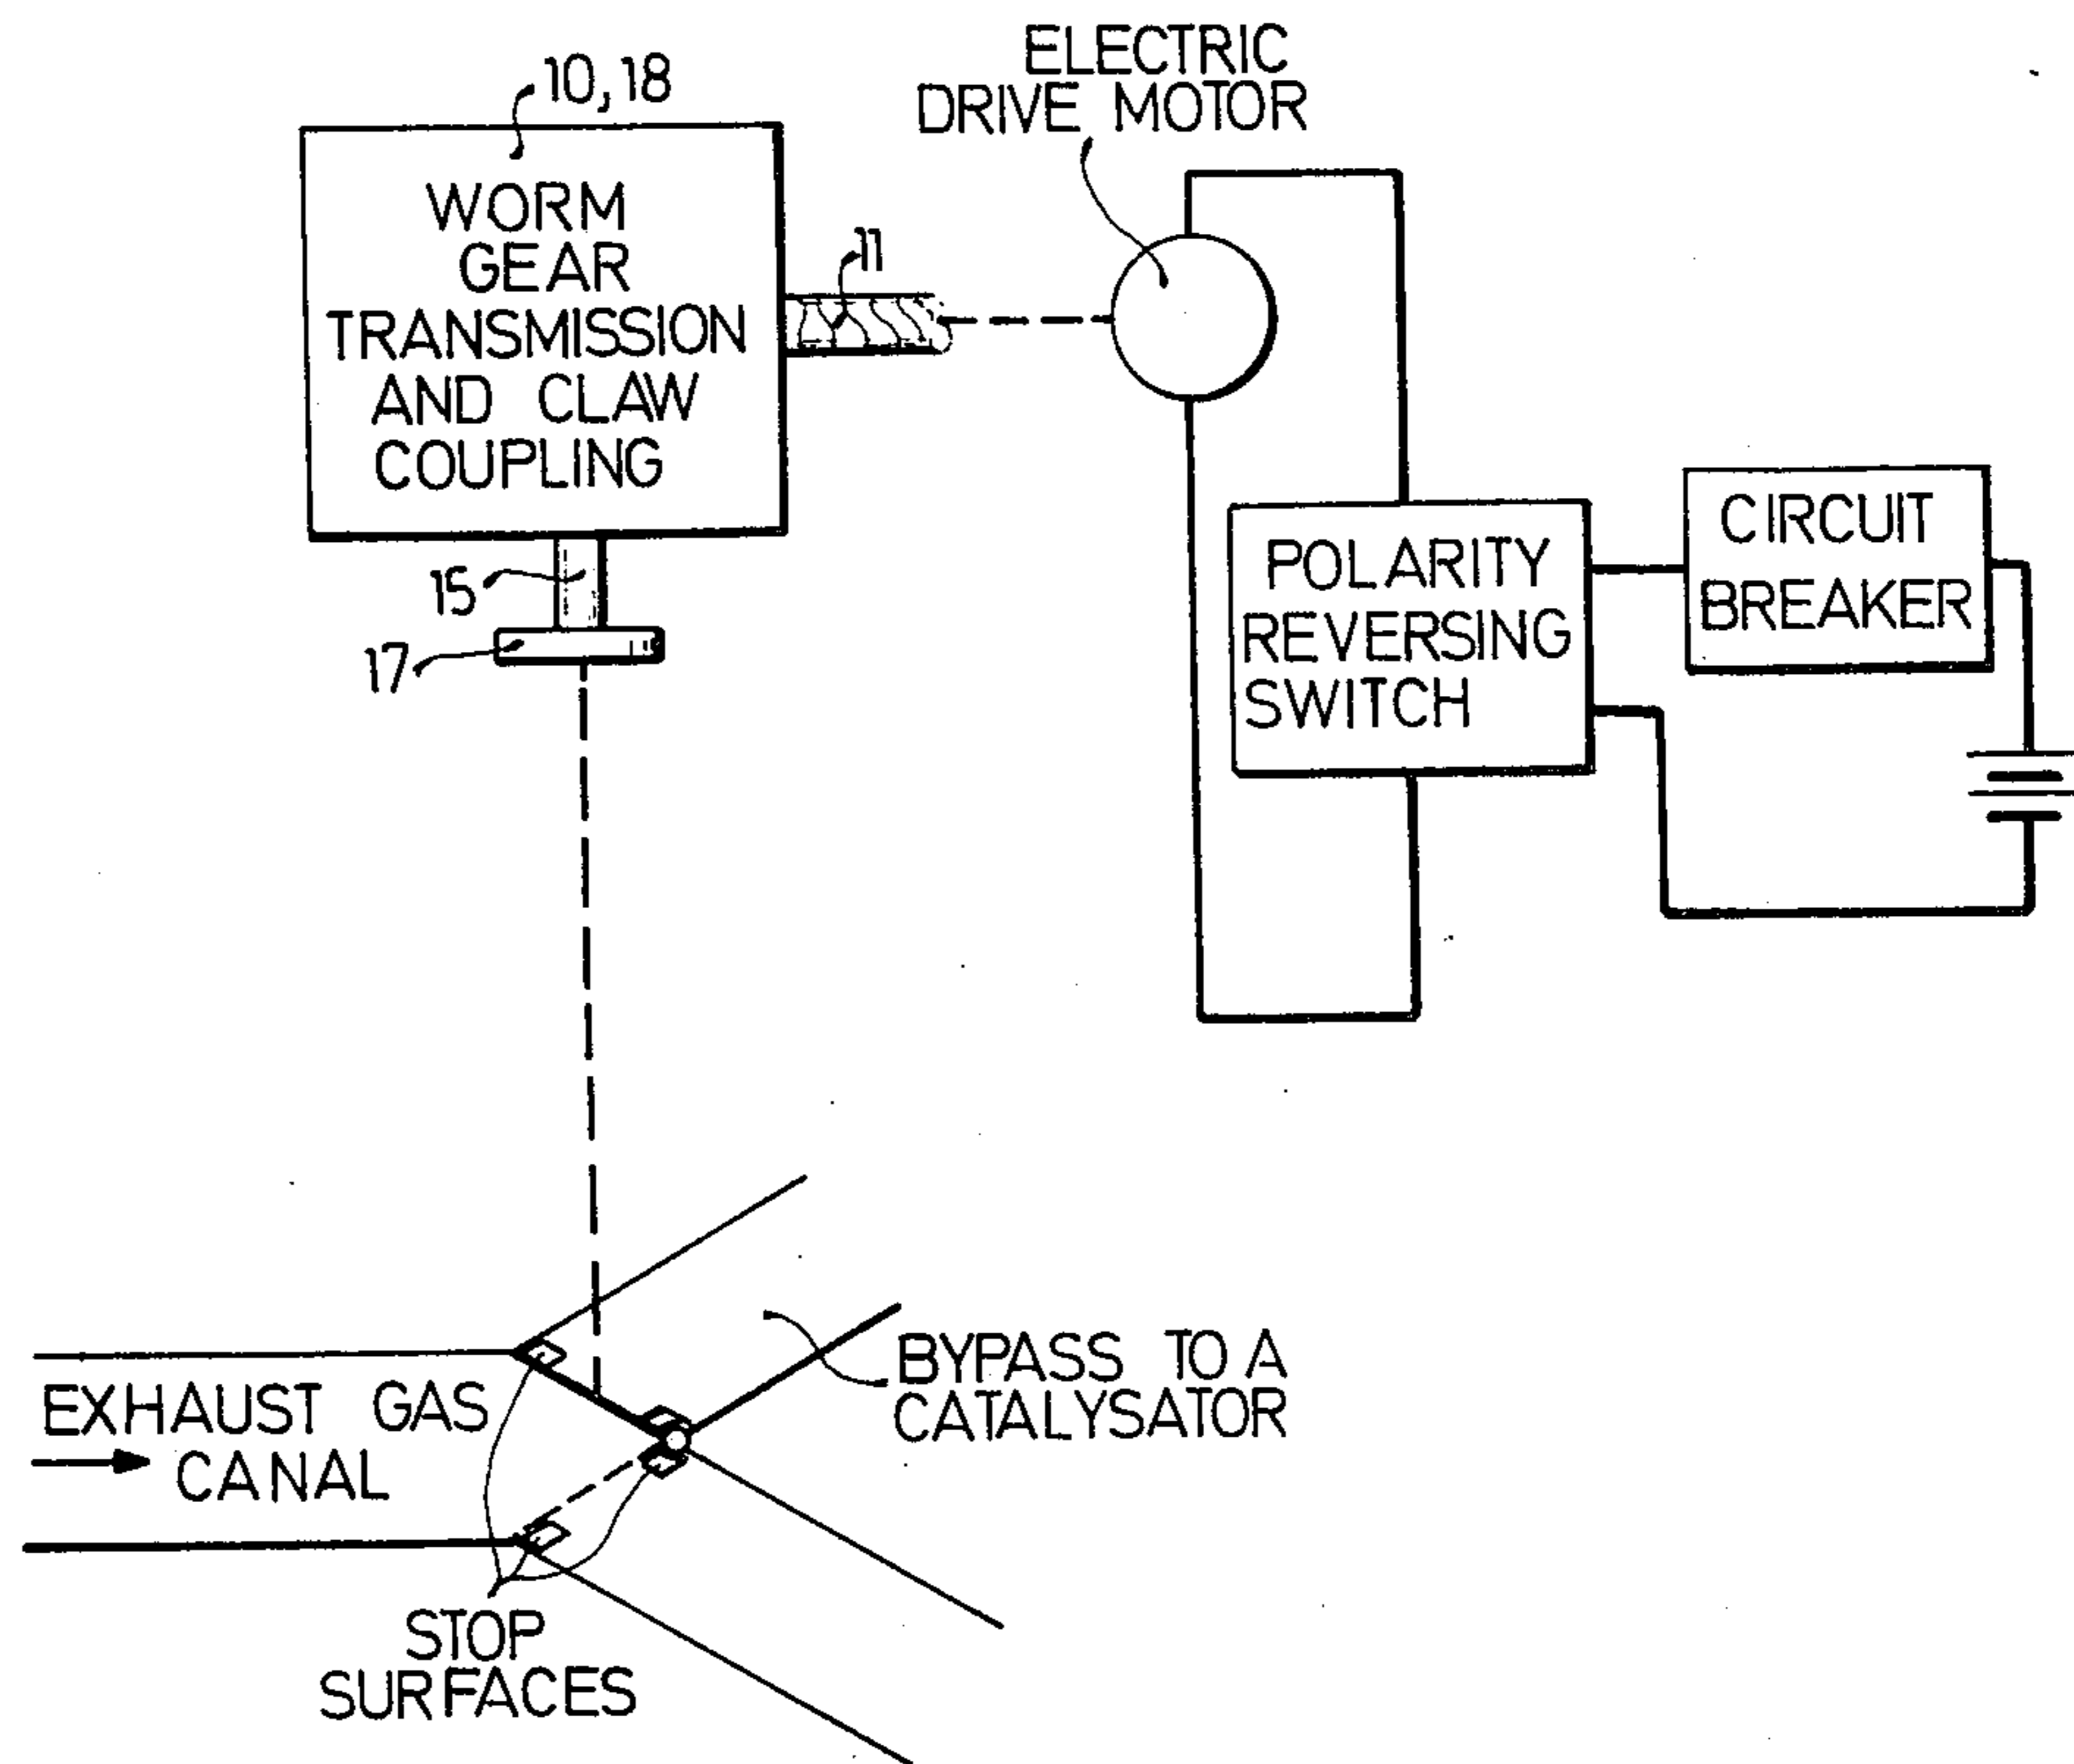 10,18
WORM
GEAR
TRANSMISSION
AND CLAW
COUPLING
11
15
17
ELECTRIC
DRIVE MOTOR
POLARITY
REVERSING
SWITCH
CIRCUIT
BREAKER
EXHAUST GAS
CANAL
BYPASS TO A
CATALYSATOR
STOP
SURFACES